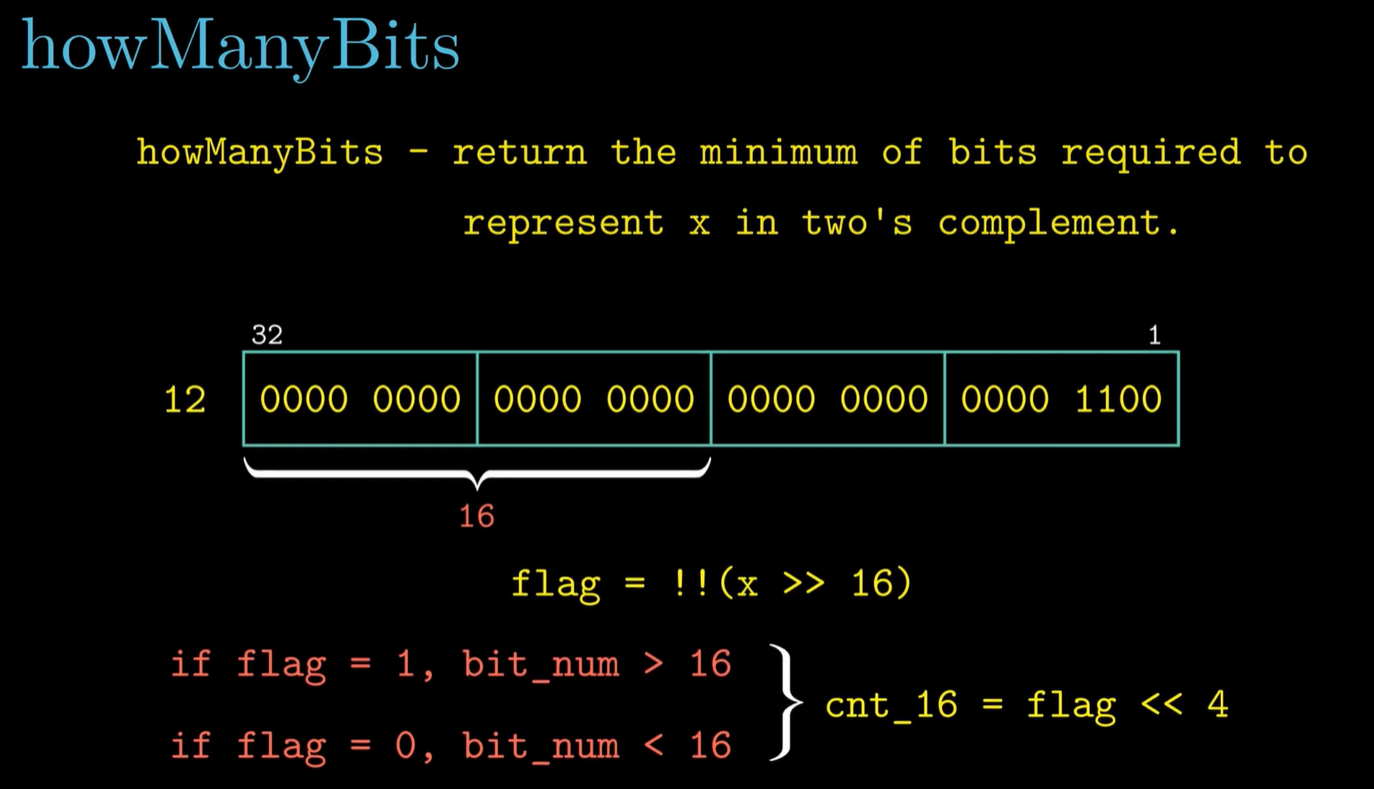 howManyBits
howManyBits - return the minimum of bits required to
represent x in two's complement.
32 1
12 0000 0000 0000 0000 0000 0000 0000 1100
16
flag = !!(x >> 16)
if flag = 1, bit_num > 16
cnt_16 = flag << 4
if flag = 0, bit_num < 16